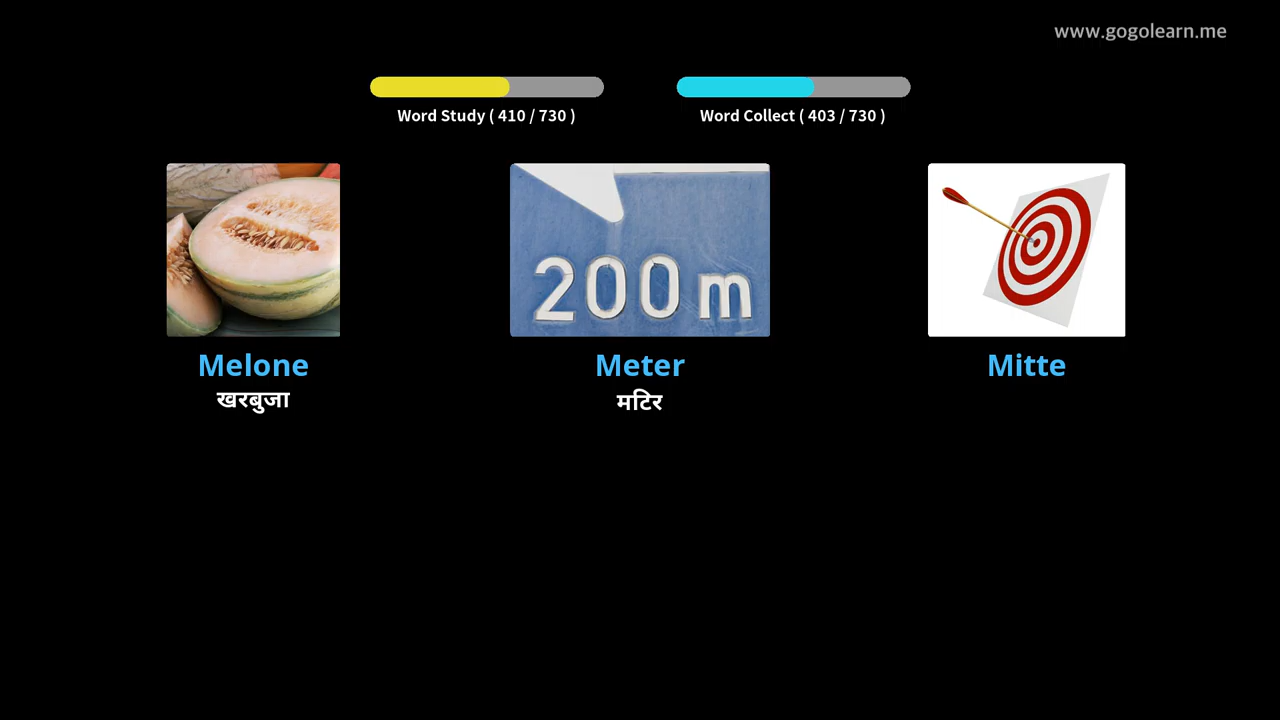 www.gogolearn.me
Word Study ( 410 / 730 )
Word Collect ( 403 / 730 )
200 m
Melone
Meter
Mitte
खरबुजा
मटिर